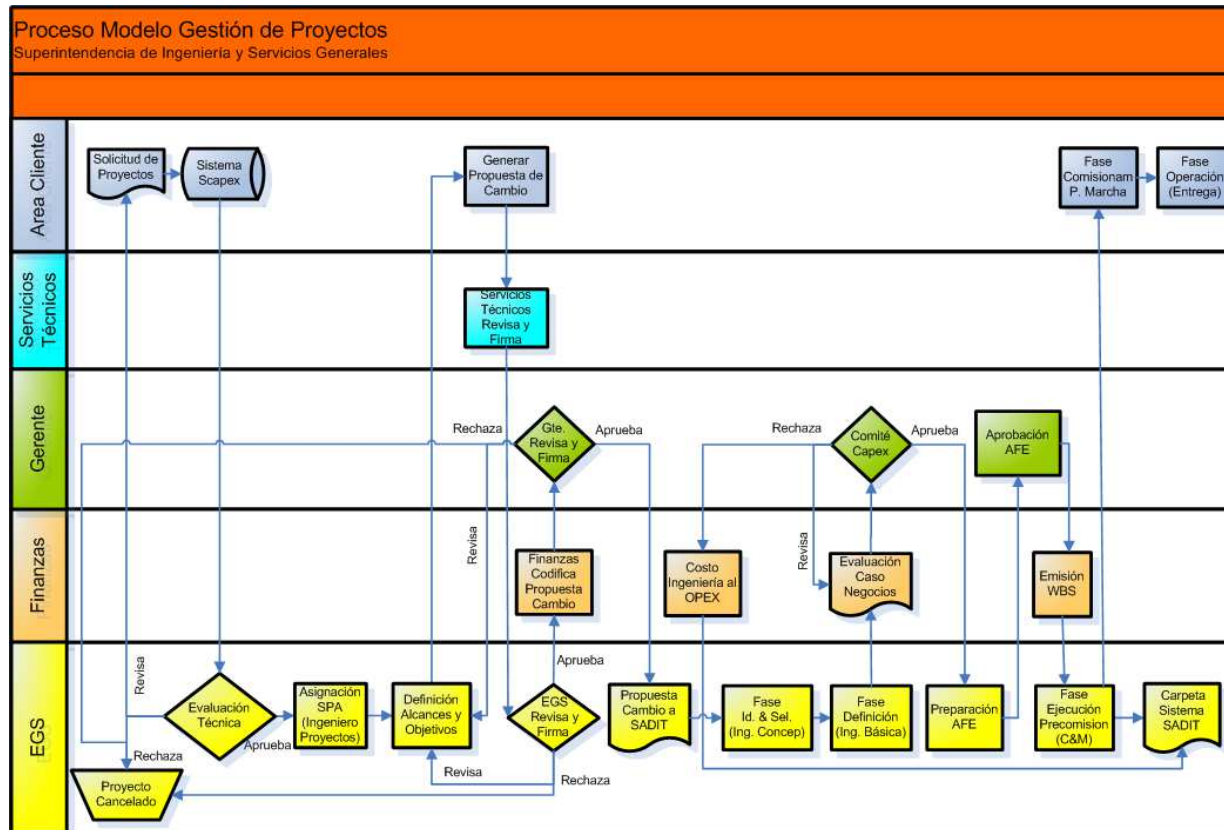 Proceso Modelo Gestión de Proyectos
Superintendencia de Ingeniería y Servicios Generales
Area Cliente
Solicitud de
Proyectos
Sistema
Scapex
Generar
Propuesta de
Cambio
Fase
Comisionam
P. Marcha
Fase
Operación
(Entrega)
Servicios
Técnicos
Servicios
Técnicos
Revisa y
Firma
Gerente
Rechaza
Gte.
Revisa y
Firma
Aprueba
Rechaza
Comité
Capex
Aprueba
Aprobación
AFE
Finanzas
Revisa
Finanzas
Codifica
Propuesta
Cambio
Costo
Ingeniería al
OPEX
Revisa
Evaluación
Caso
Negocios
Emisión
WBS
EGS
Revisa
Evaluación
Técnica
Aprueba
Rechaza
Asignación
SPA
(Ingeniero
Proyectos)
Definición
Alcances y
Objetivos
Aprueba
EGS
Revisa y
Firma
Revisa
Rechaza
Propuesta
Cambio a
SADIT
Fase
Id. & Sel.
(Ing. Concep)
Fase
Definición
(Ing. Básica)
Preparación
AFE
Fase
Ejecución
Precomision
(C&M)
Carpeta
Sistema
SADIT
Proyecto
Cancelado